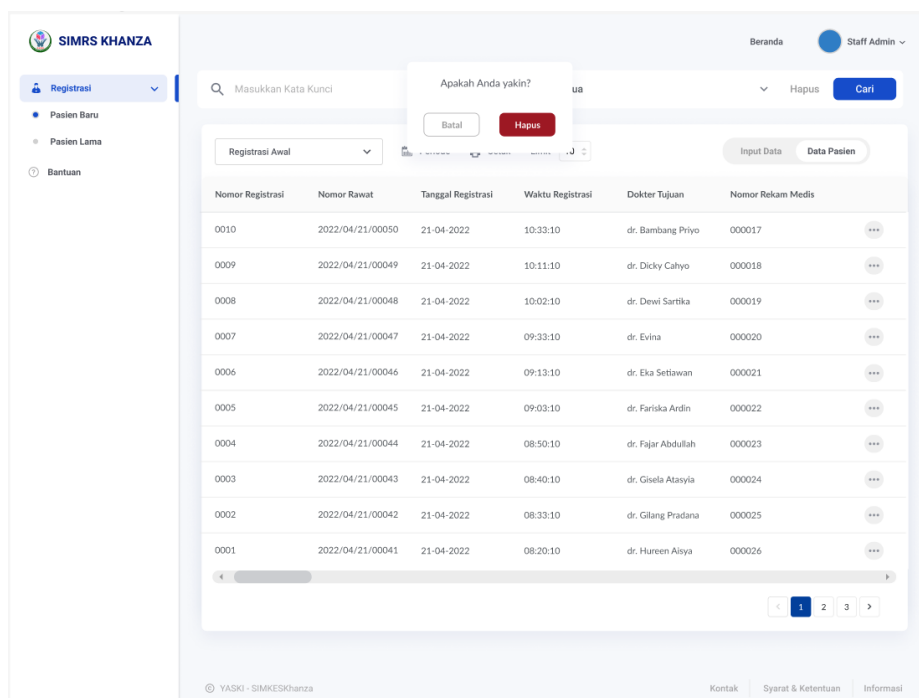 SIMRS KHANZA
Beranda
Staff Admin
Registrasi
Pasien Baru
Pasien Lama
Bantuan
Masukkan Kata Kunci
Hapus
Cari
Apakah Anda yakin?
Batal
Hapus
Registrasi Awal
Input Data
Data Pasien
Nomor Registrasi Nomor Rawat Tanggal Registrasi Waktu Registrasi Dokter Tujuan Nomor Rekam Medis
0010 2022/04/21/00050 21-04-2022 10:33:10 dr. Bambang Priyo 000017
0009 2022/04/21/00049 21-04-2022 10:11:10 dr. Dicky Cahyo 000018
0008 2022/04/21/00048 21-04-2022 10:02:10 dr. Dewi Sartika 000019
0007 2022/04/21/00047 21-04-2022 09:33:10 dr. Evina 000020
0006 2022/04/21/00046 21-04-2022 09:13:10 dr. Eka Setiawan 000021
0005 2022/04/21/00045 21-04-2022 09:03:10 dr. Fariska Ardin 000022
0004 2022/04/21/00044 21-04-2022 08:50:10 dr. Fajar Abdullah 000023
0003 2022/04/21/00043 21-04-2022 08:40:10 dr. Gisela Atasyia 000024
0002 2022/04/21/00042 21-04-2022 08:33:10 dr. Gilang Pradana 000025
0001 2022/04/21/00041 21-04-2022 08:20:10 dr. Hureen Aisya 000026
1 2 3
© YASKI - SIMKESKhanza
Kontak Syarat & Ketentuan Informasi